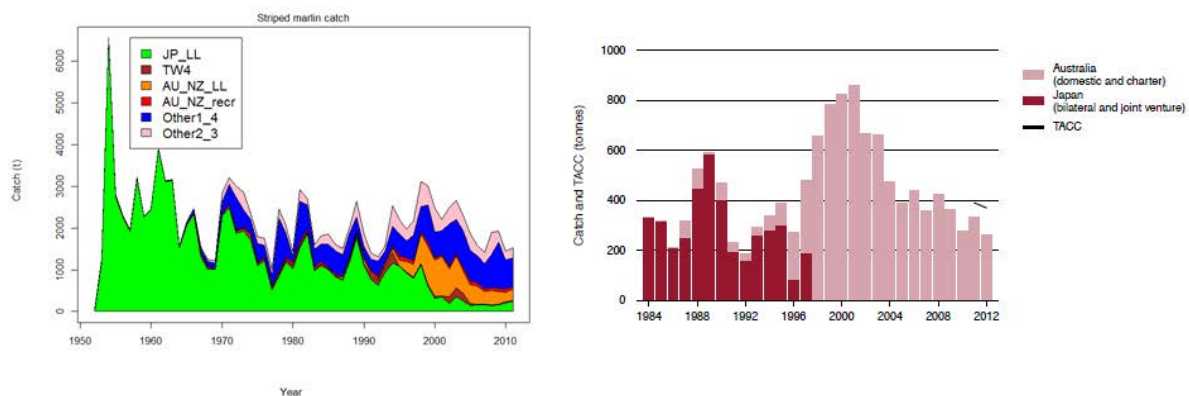 Striped marlin catch
JP_LL
TW4
AU_NZ_LL
AU_NZ_recr
Other1_4
Other2_3
Catch (t)
6000
5000
4000
3000
2000
1000
0
1950 1960 1970 1980 1990 2000 2010
Year
Catch and TACC (tonnes)
1000
800
600
400
200
0
1984 1988 1992 1996 2000 2004 2008 2012
Australia
(domestic and charter)
Japan
(bilateral and joint venture)
TACC